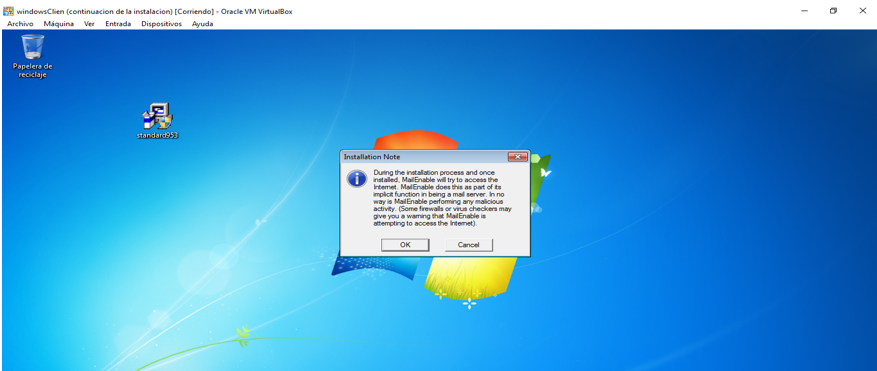 windowsClien (continuacion de la instalacion) [Corriendo] - Oracle VM VirtualBox
Archivo Máquina Ver Entrada Dispositivos Ayuda
Papelera de
reciclaje
standard953
Installation Note
During the installation process and once
installed, MailEnable will try to access the
Internet. MailEnable does this as part of its
implicit function in being a mail server. In no
way is MailEnable performing any malicious
activity. (Some firewalls or virus checkers may
give you a warning that MailEnable is
attempting to access the Internet).
OK Cancel